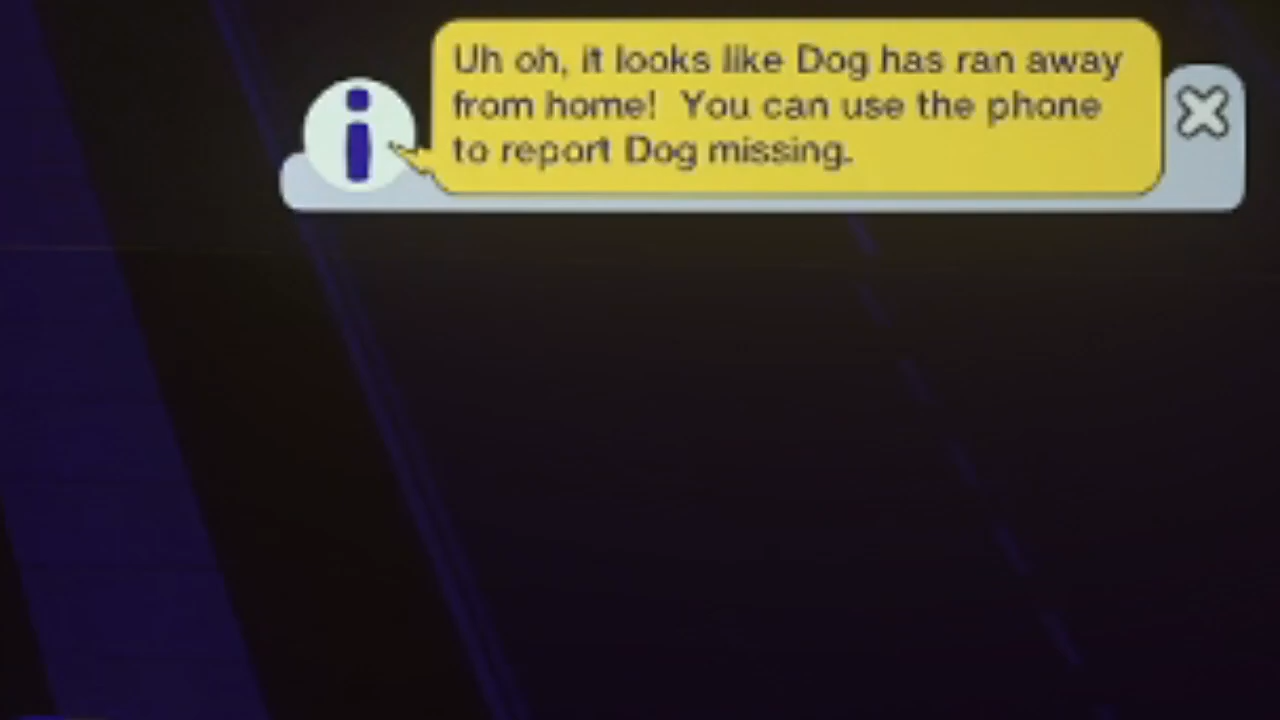 Uh oh, it looks like Dog has ran away
from home!  You can use the phone
to report Dog missing.